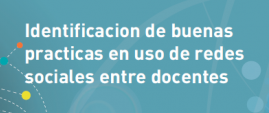 Identificacion de buenas
practicas en uso de redes
sociales entre docentes